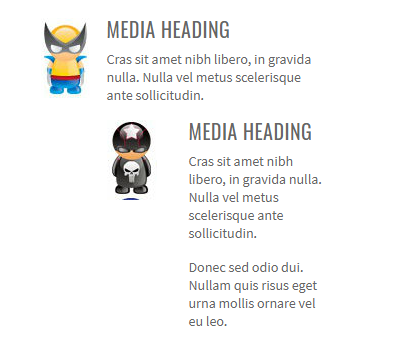 MEDIA HEADING
Cras sit amet nibh libero, in gravida
nulla. Nulla vel metus scelerisque
ante sollicitudin.
MEDIA HEADING
Cras sit amet nibh
libero, in gravida nulla.
Nulla vel metus
scelerisque ante
sollicitudin.
Donec sed odio dui.
Nullam quis risus eget
urna mollis ornare vel
eu leo.